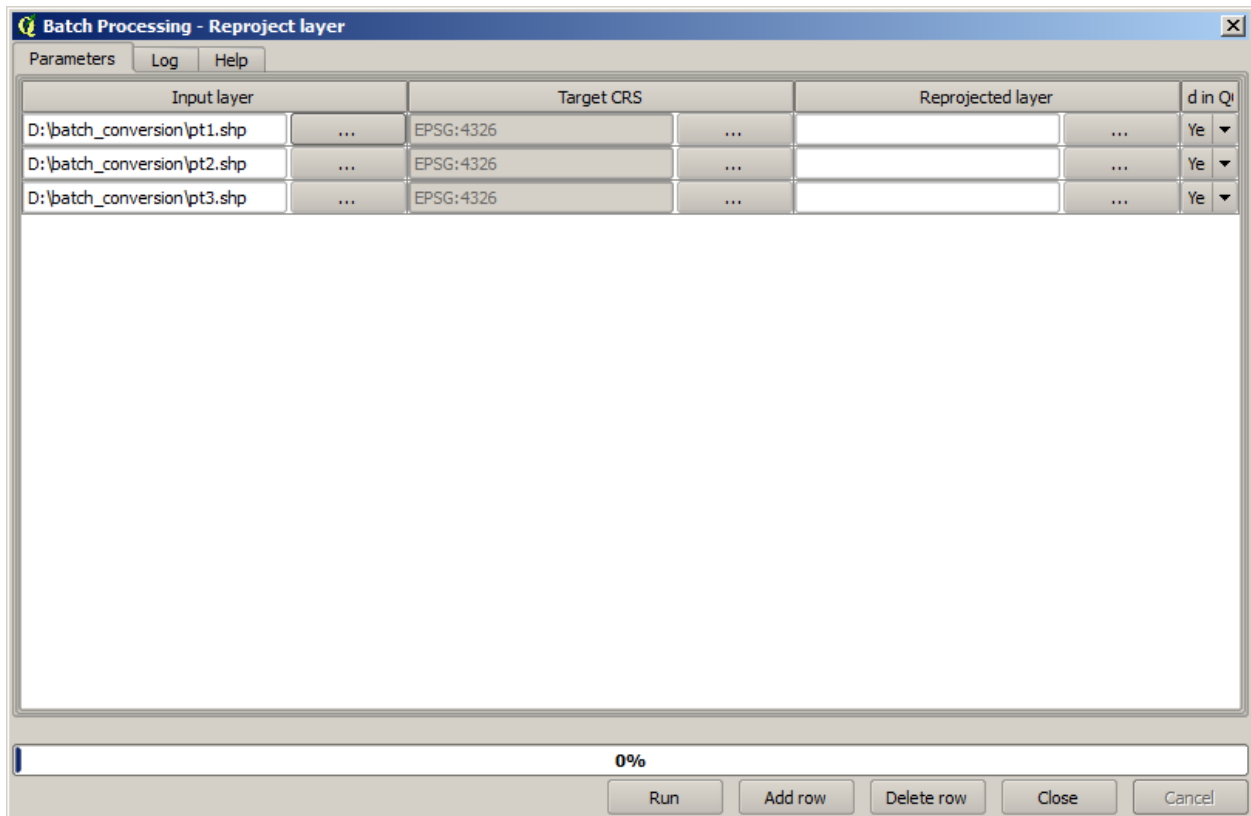 Batch Processing - Reproject layer
Parameters Log Help
Input layer Target CRS Reprojected layer d in Q
D:\batch_conversion\pt1.shp ... EPSG:4326 ... ... Ye
D:\batch_conversion\pt2.shp ... EPSG:4326 ... ... Ye
D:\batch_conversion\pt3.shp ... EPSG:4326 ... ... Ye
0%
Run Add row Delete row Close Cancel